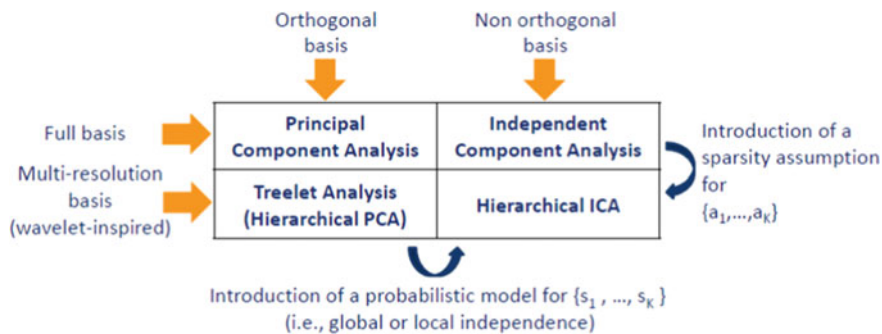 Orthogonal
basis
Non orthogonal
basis
Full basis
Principal
Component Analysis
Independent
Component Analysis
Introduction of a
sparsity assumption
for
{a1,...,aK}
Multi-resolution
basis
(wavelet-inspired)
Treelet Analysis
(Hierarchical PCA)
Hierarchical ICA
Introduction of a probabilistic model for {s1 , ..., sK }
(i.e., global or local independence)